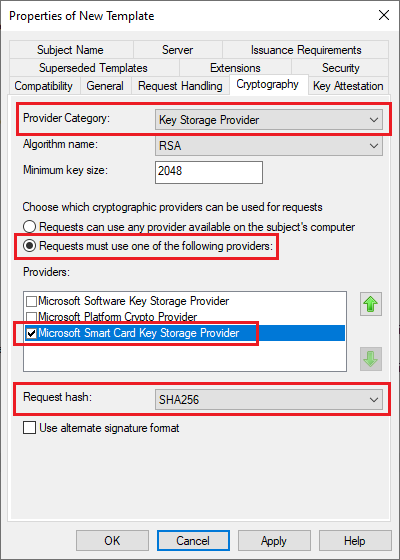 Properties of New Template
Subject Name
Server
Issuance Requirements
Superseded Templates
Extensions
Security
Compatibility
General
Request Handling
Cryptography
Key Attestation
Provider Category:
Key Storage Provider
Algorithm name:
RSA
Minimum key size:
2048
Choose which cryptographic providers can be used for requests
Requests can use any provider available on the subject's computer
Requests must use one of the following providers:
Providers:
Microsoft Software Key Storage Provider
Microsoft Platform Crypto Provider
Microsoft Smart Card Key Storage Provider
Request hash:
SHA256
Use alternate signature format
OK
Cancel
Apply
Help